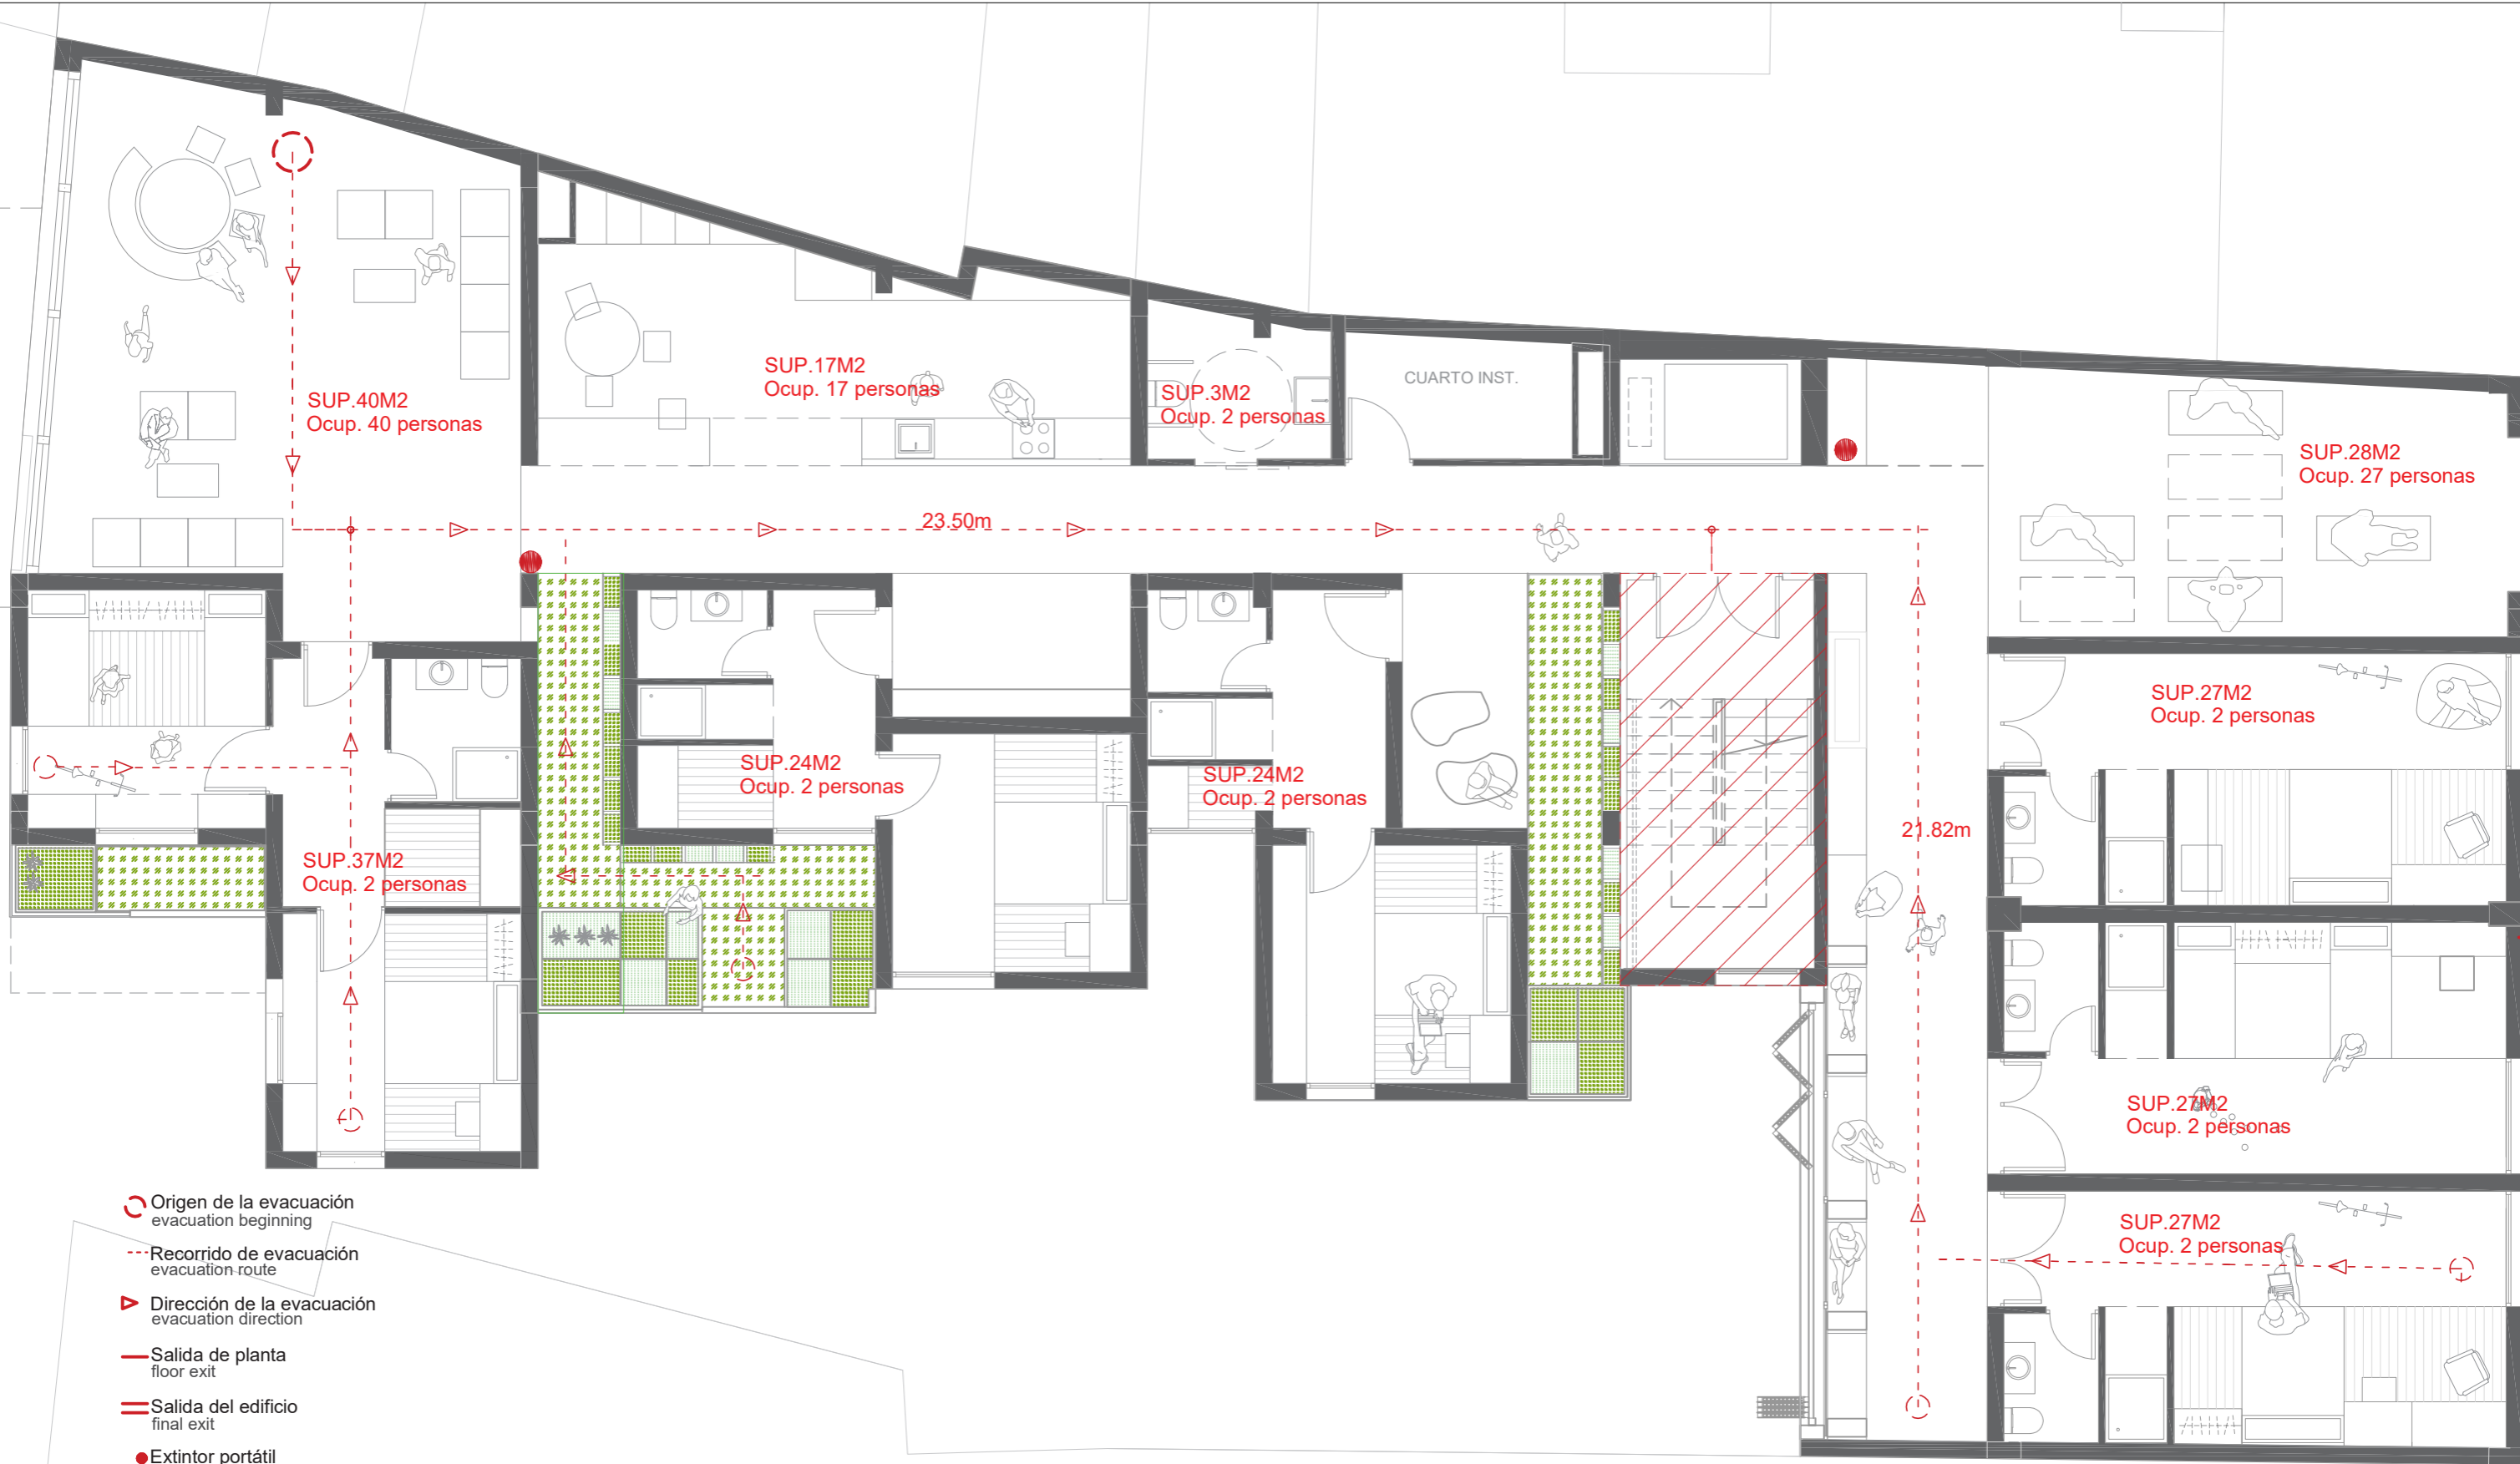 SUP.40M2
Ocup. 40 personas
SUP.17M2
Ocup. 17 personas
SUP.3M2
Ocup. 2 personas
CUARTO INST.
SUP.28M2
Ocup. 27 personas
23.50m
SUP.27M2
Ocup. 2 personas
SUP.24M2
Ocup. 2 personas
SUP.24M2
Ocup. 2 personas
21.82m
SUP.37M2
Ocup. 2 personas
SUP.27M2
Ocup. 2 personas
SUP.27M2
Ocup. 2 personas
Origen de la evacuación
evacuation beginning
Recorrido de evacuación
evacuation route
Dirección de la evacuación
evacuation direction
Salida de planta
floor exit
Salida del edificio
final exit
Extintor portátil